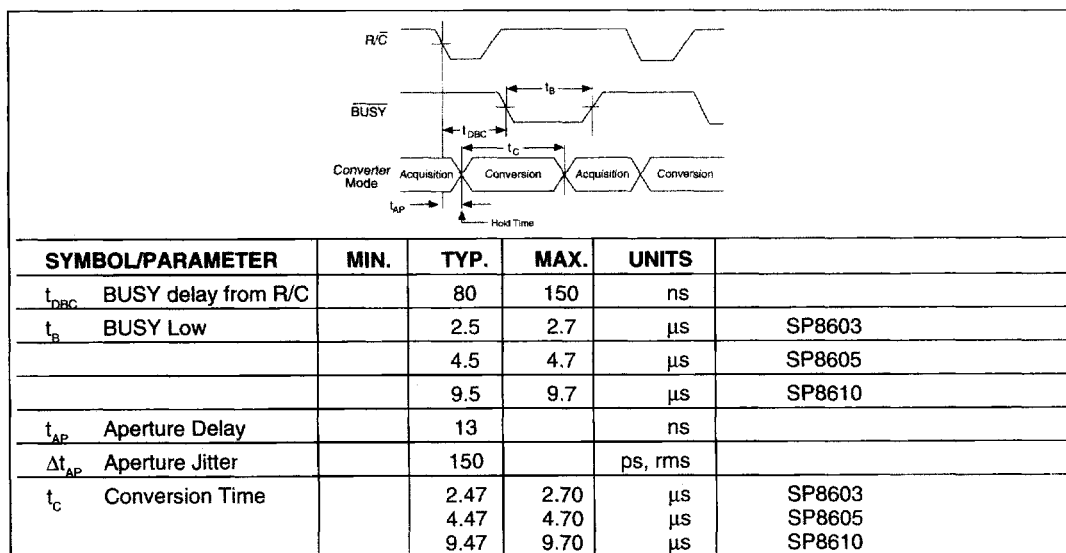 R/C̅
t_B
B̅U̅S̅Y̅
t_DBC
t_C
Converter Mode
Acquisition Conversion Acquisition Conversion
t_AP
Hold Time
SYMBOL/PARAMETER MIN. TYP. MAX. UNITS
t_DBC BUSY delay from R/C 80 150 ns
t_B BUSY Low 2.5 2.7 µs SP8603
4.5 4.7 µs SP8605
9.5 9.7 µs SP8610
t_AP Aperture Delay 13 ns
Δt_AP Aperture Jitter 150 ps, rms
t_C Conversion Time 2.47 2.70 µs SP8603
4.47 4.70 µs SP8605
9.47 9.70 µs SP8610